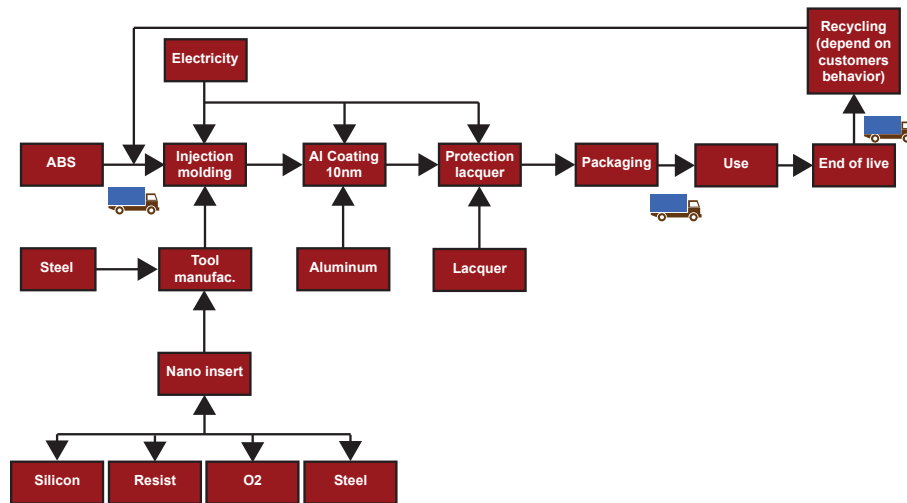 Recycling
(depend on
customers
behavior)
Electricity
ABS
Injection
molding
Al Coating
10nm
Protection
lacquer
Packaging
Use
End of live
Steel
Tool
manufac.
Aluminum
Lacquer
Nano insert
Silicon
Resist
O2
Steel